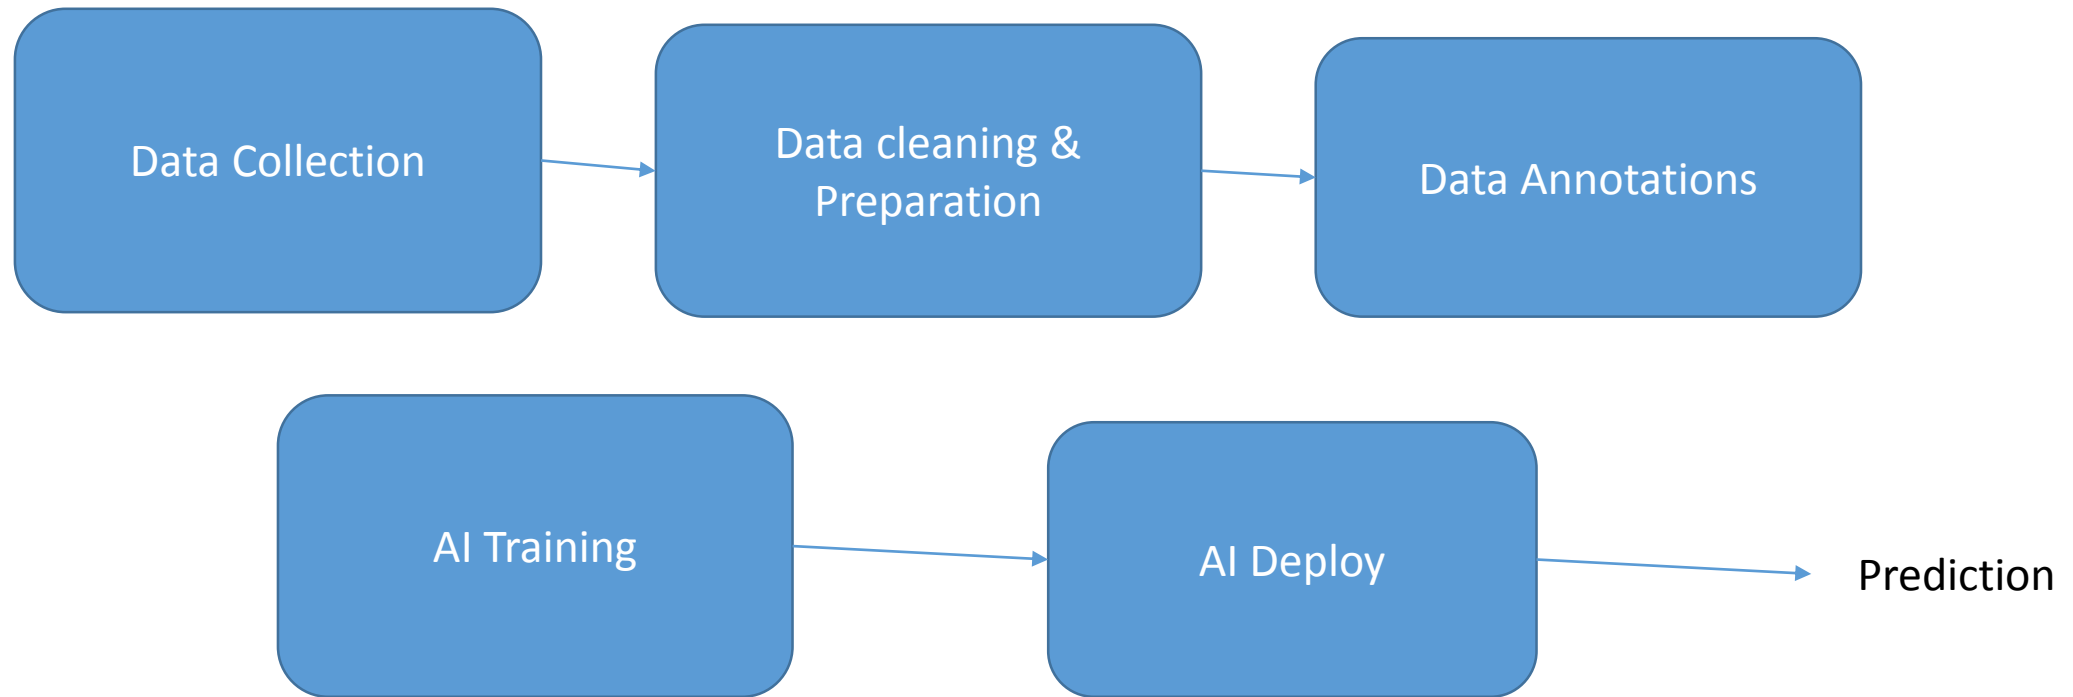 Data Collection
Data cleaning &
Preparation
Data Annotations
AI Training
AI Deploy
Prediction